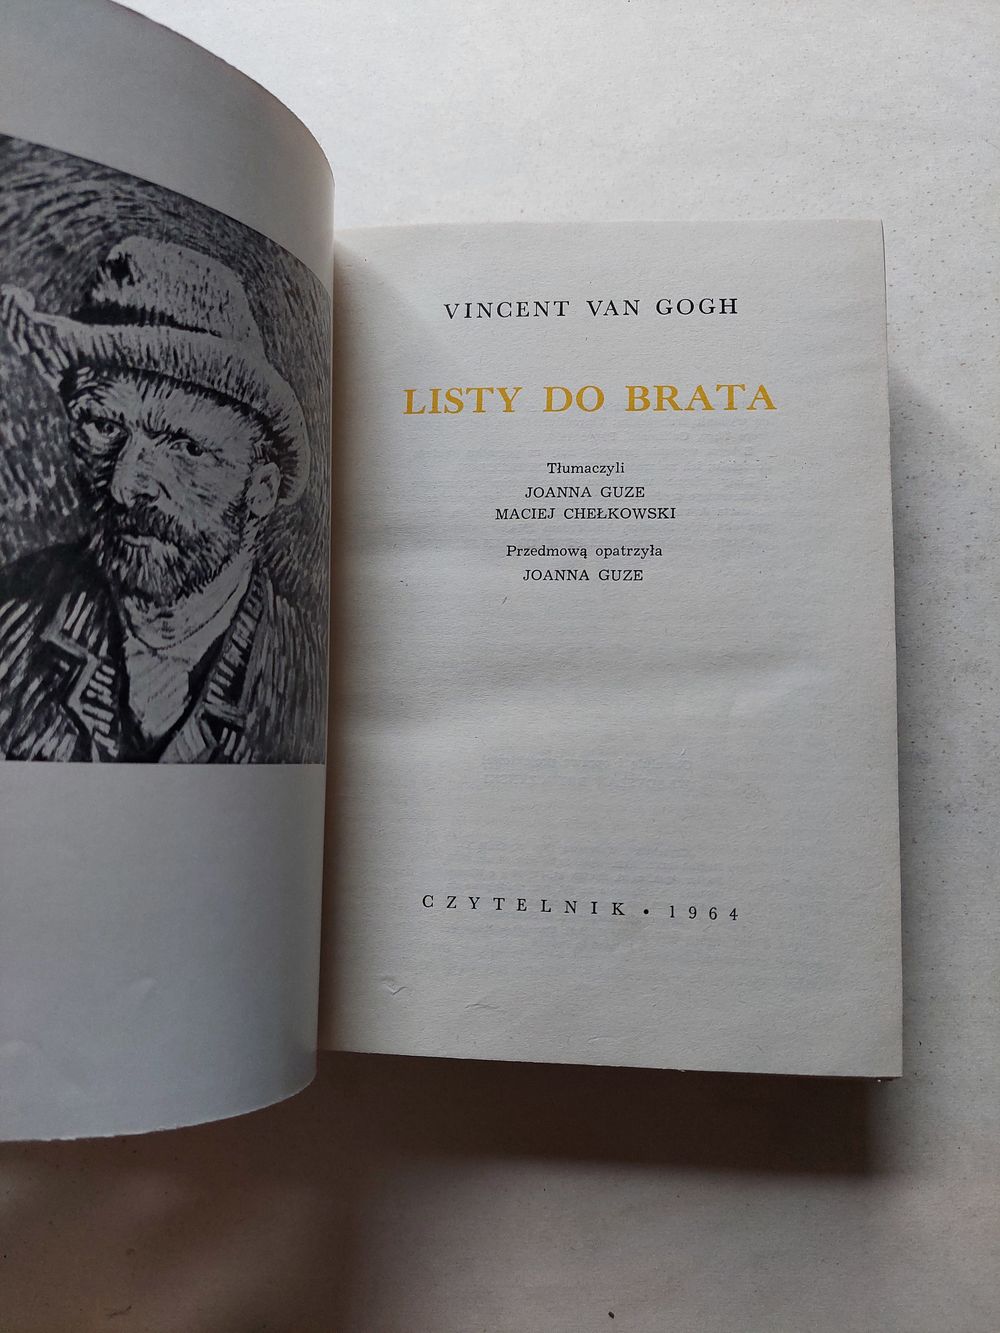 VINCENT VAN GOGH
LISTY DO BRATA
Tłumaczyli
JOANNA GUZE
MACIEJ CHEŁKOWSKI
Przedmową opatrzyła
JOANNA GUZE
CZYTELNIK • 1964